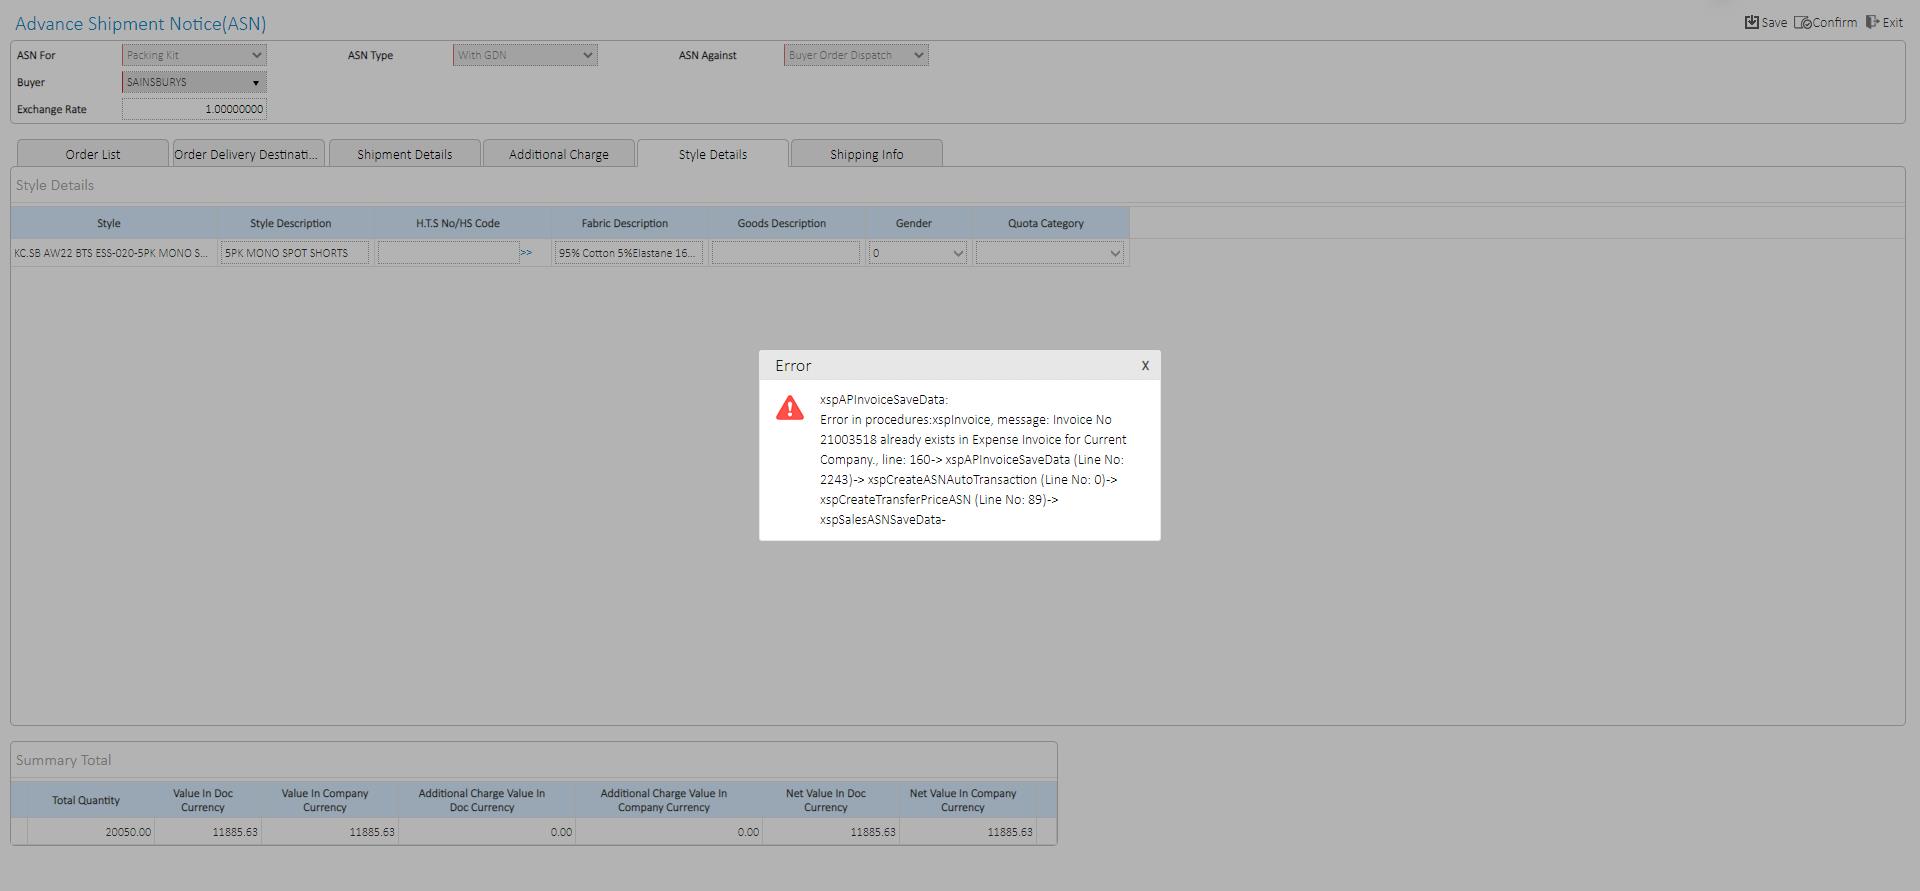 Advance Shipment Notice(ASN)
Save Confirm Exit
ASN For Packing Kit ASN Type With GDN ASN Against Buyer Order Dispatch
Buyer SAINSBURYS
Exchange Rate 1.00000000
Order List Order Delivery Destinati... Shipment Details Additional Charge Style Details Shipping Info
Style Details
Style Style Description H.T.S No/HS Code Fabric Description Goods Description Gender Quota Category
KC.SB AW22 BTS ESS-020-5PK MONO S... 5PK MONO SPOT SHORTS >> 95% Cotton 5%Elastane 16... 0
Error X
xspAPInvoiceSaveData:
Error in procedures:xspInvoice, message: Invoice No
21003518 already exists in Expense Invoice for Current
Company., line: 160-> xspAPInvoiceSaveData (Line No:
2243)-> xspCreateASNAutoTransaction (Line No: 0)->
xspCreateTransferPriceASN (Line No: 89)->
xspSalesASNSaveData-
Summary Total
Total Quantity Value In Doc Currency Value In Company Currency Additional Charge Value In Doc Currency Additional Charge Value In Company Currency Net Value In Doc Currency Net Value In Company Currency
20050.00 11885.63 11885.63 0.00 0.00 11885.63 11885.63